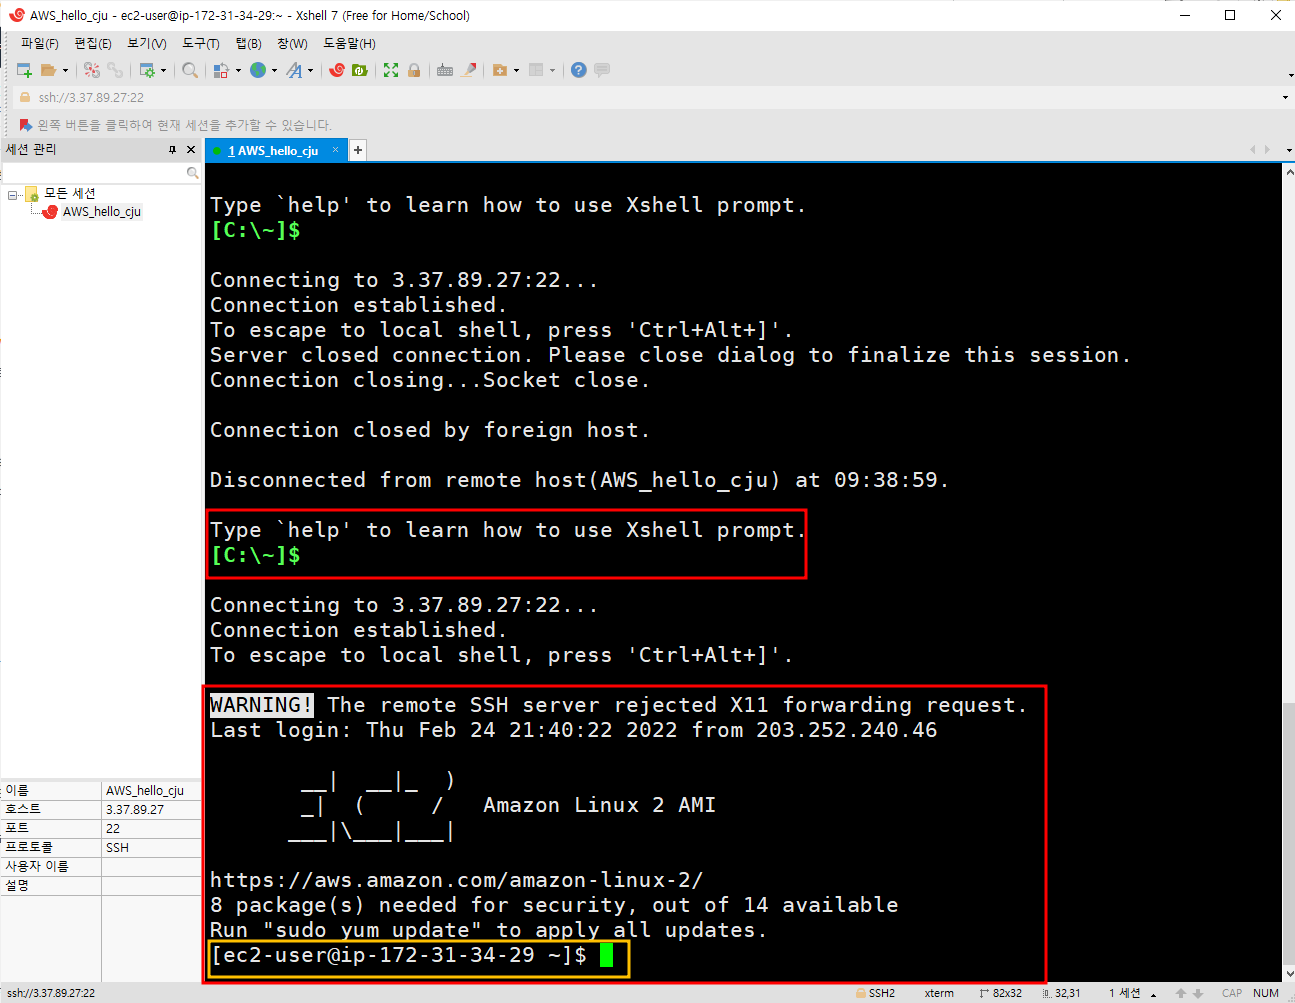 AWS_hello_cju - ec2-user@ip-172-31-34-29:~ - Xshell 7 (Free for Home/School)
파일(F) 편집(E) 보기(V) 도구(T) 탭(B) 창(W) 도움말(H)
ssh://3.37.89.27:22
왼쪽 버튼을 클릭하여 현재 세션을 추가할 수 있습니다.
세션 관리
1 AWS_hello_cju
모든 세션
AWS_hello_cju
Type `help' to learn how to use Xshell prompt.
[C:\~]$
Connecting to 3.37.89.27:22...
Connection established.
To escape to local shell, press 'Ctrl+Alt+]'.
Server closed connection. Please close dialog to finalize this session.
Connection closing...Socket close.
Connection closed by foreign host.
Disconnected from remote host(AWS_hello_cju) at 09:38:59.
Type `help' to learn how to use Xshell prompt.
[C:\~]$
Connecting to 3.37.89.27:22...
Connection established.
To escape to local shell, press 'Ctrl+Alt+]'.
WARNING! The remote SSH server rejected X11 forwarding request.
Last login: Thu Feb 24 21:40:22 2022 from 203.252.240.46
       __|  __|_  )
       _|  (     /   Amazon Linux 2 AMI
      ___|\___|___|
https://aws.amazon.com/amazon-linux-2/
8 package(s) needed for security, out of 14 available
Run "sudo yum update" to apply all updates.
[ec2-user@ip-172-31-34-29 ~]$
이름 AWS_hello_cju
호스트 3.37.89.27
포트 22
프로토콜 SSH
사용자 이름
설명
ssh://3.37.89.27:22 SSH2 xterm 82x32 32,31 1 세션 CAP NUM